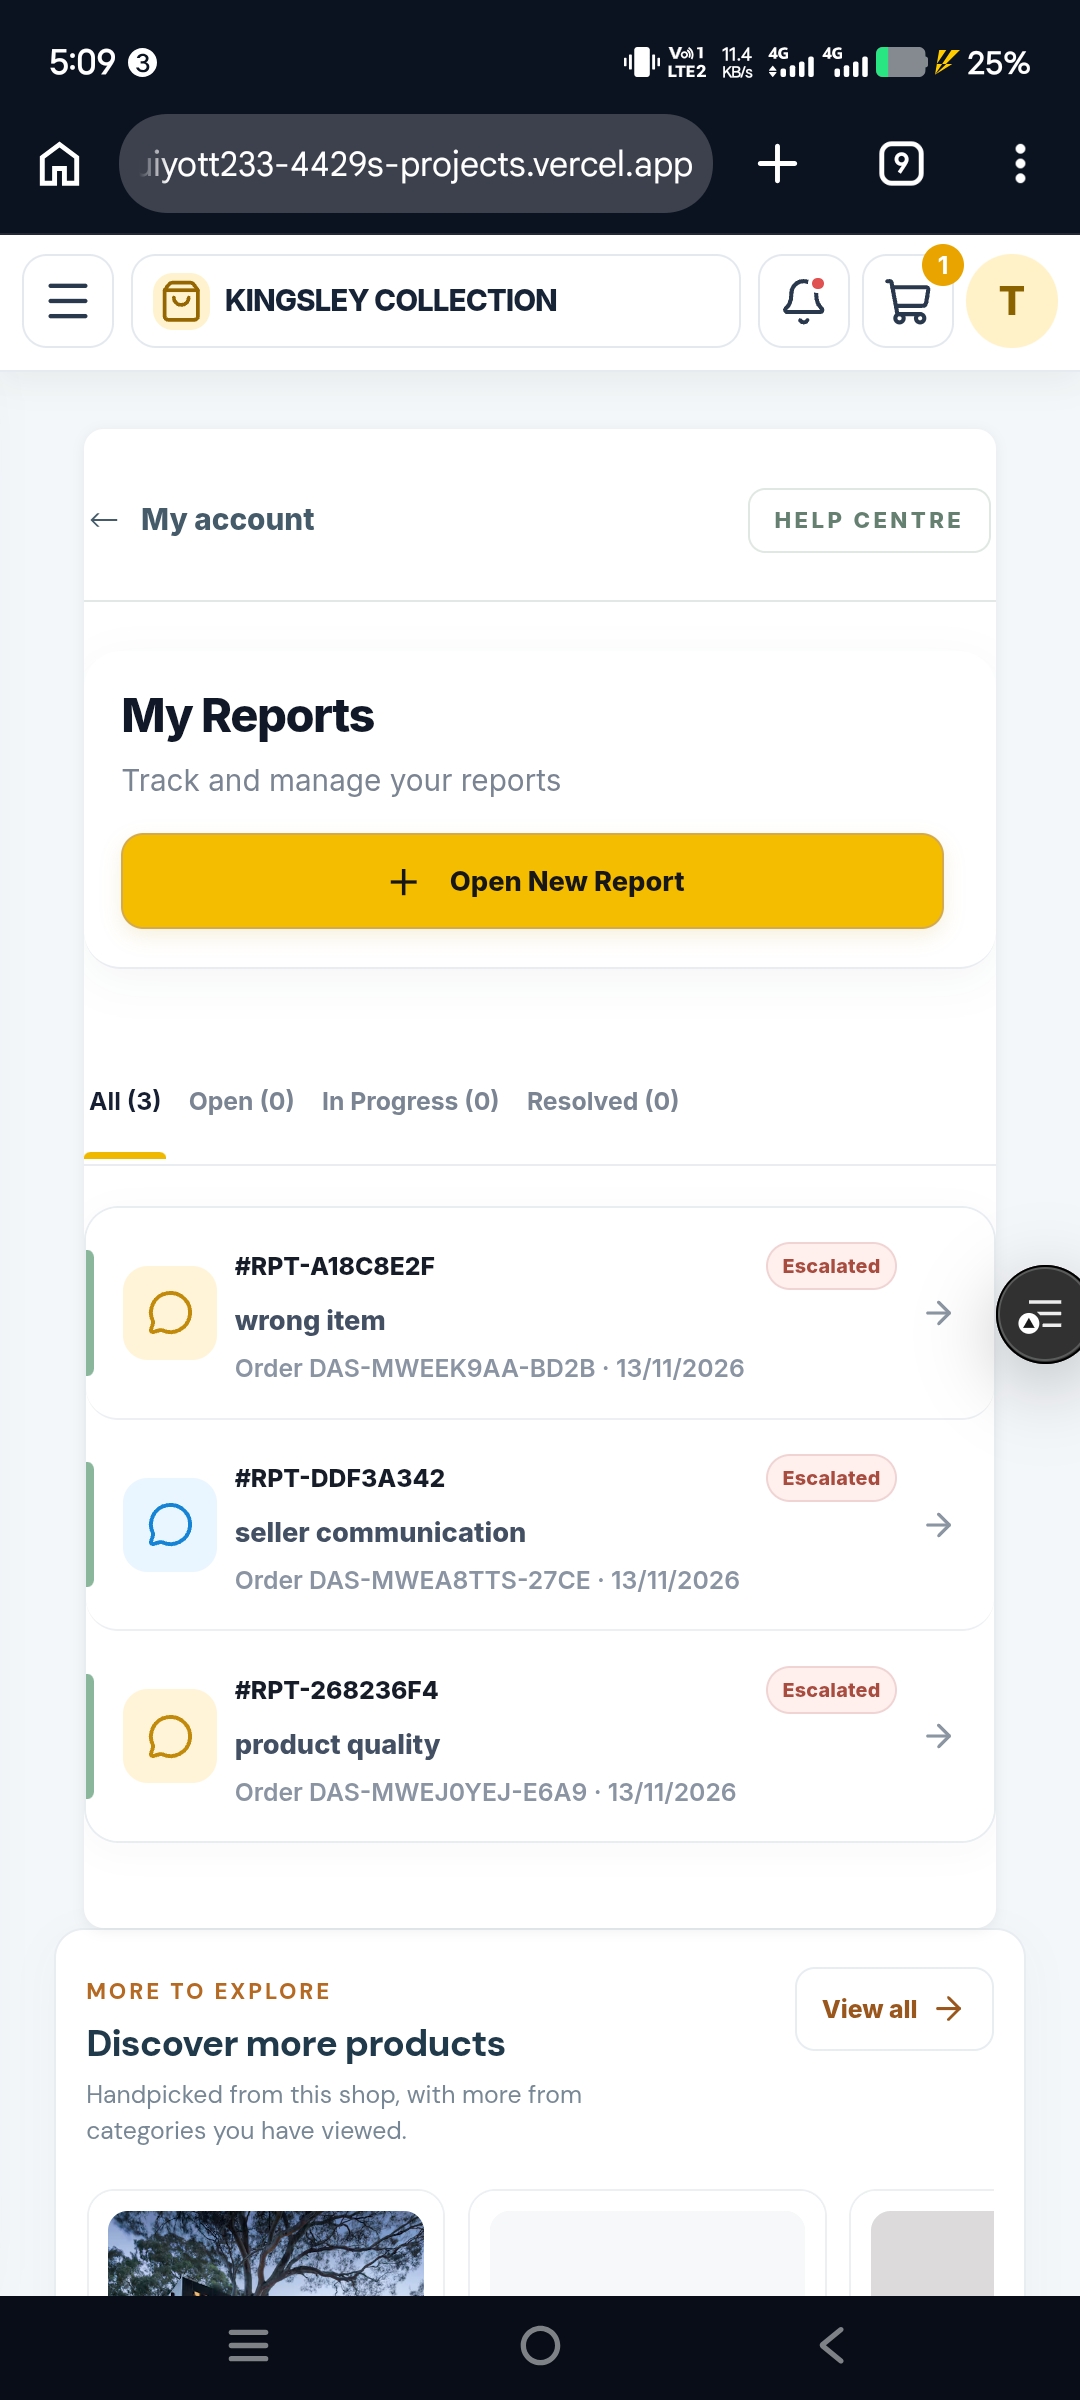 5:09 3
Vo) 1 LTE2 11.4 KB/s 4G 4G 25%
iyott233-4429s-projects.vercel.app
9
KINGSLEY COLLECTION
1
T
My account
HELP CENTRE
My Reports
Track and manage your reports
Open New Report
All (3) Open (0) In Progress (0) Resolved (0)
#RPT-A18C8E2F Escalated
wrong item
Order DAS-MWEEK9AA-BD2B · 13/11/2026
#RPT-DDF3A342 Escalated
seller communication
Order DAS-MWEA8TTS-27CE · 13/11/2026
#RPT-268236F4 Escalated
product quality
Order DAS-MWEJ0YEJ-E6A9 · 13/11/2026
MORE TO EXPLORE
View all
Discover more products
Handpicked from this shop, with more from
categories you have viewed.